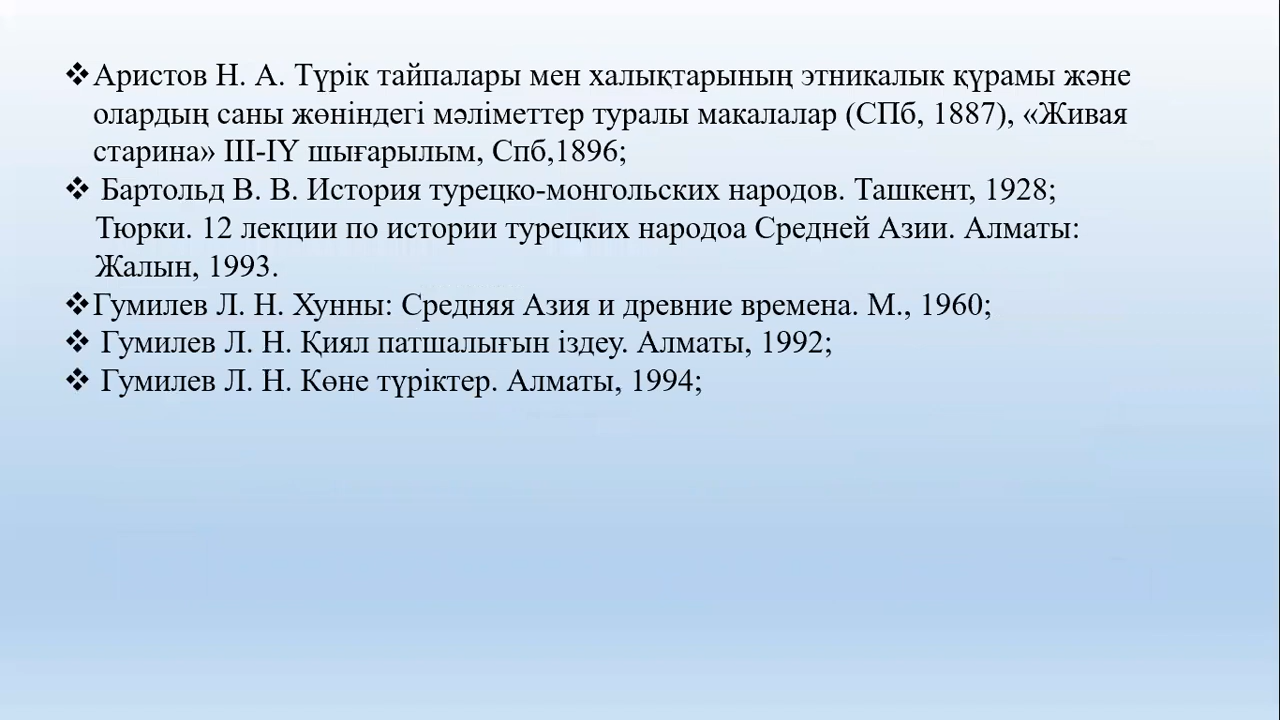 ❖Аристов Н. А. Түрік тайпалары мен халықтарының этникалык құрамы және
олардың саны жөніндегі мәліметтер туралы макалалар (СПб, 1887), «Живая
старина» III-IY шығарылым, Спб,1896;
❖ Бартольд В. В. История турецко-монгольских народов. Ташкент, 1928;
Тюрки. 12 лекции по истории турецких народоа Средней Азии. Алматы:
Жалын, 1993.
❖Гумилев Л. Н. Хунны: Средняя Азия и древние времена. М., 1960;
❖ Гумилев Л. Н. Қиял патшалығын іздеу. Алматы, 1992;
❖ Гумилев Л. Н. Көне түріктер. Алматы, 1994;